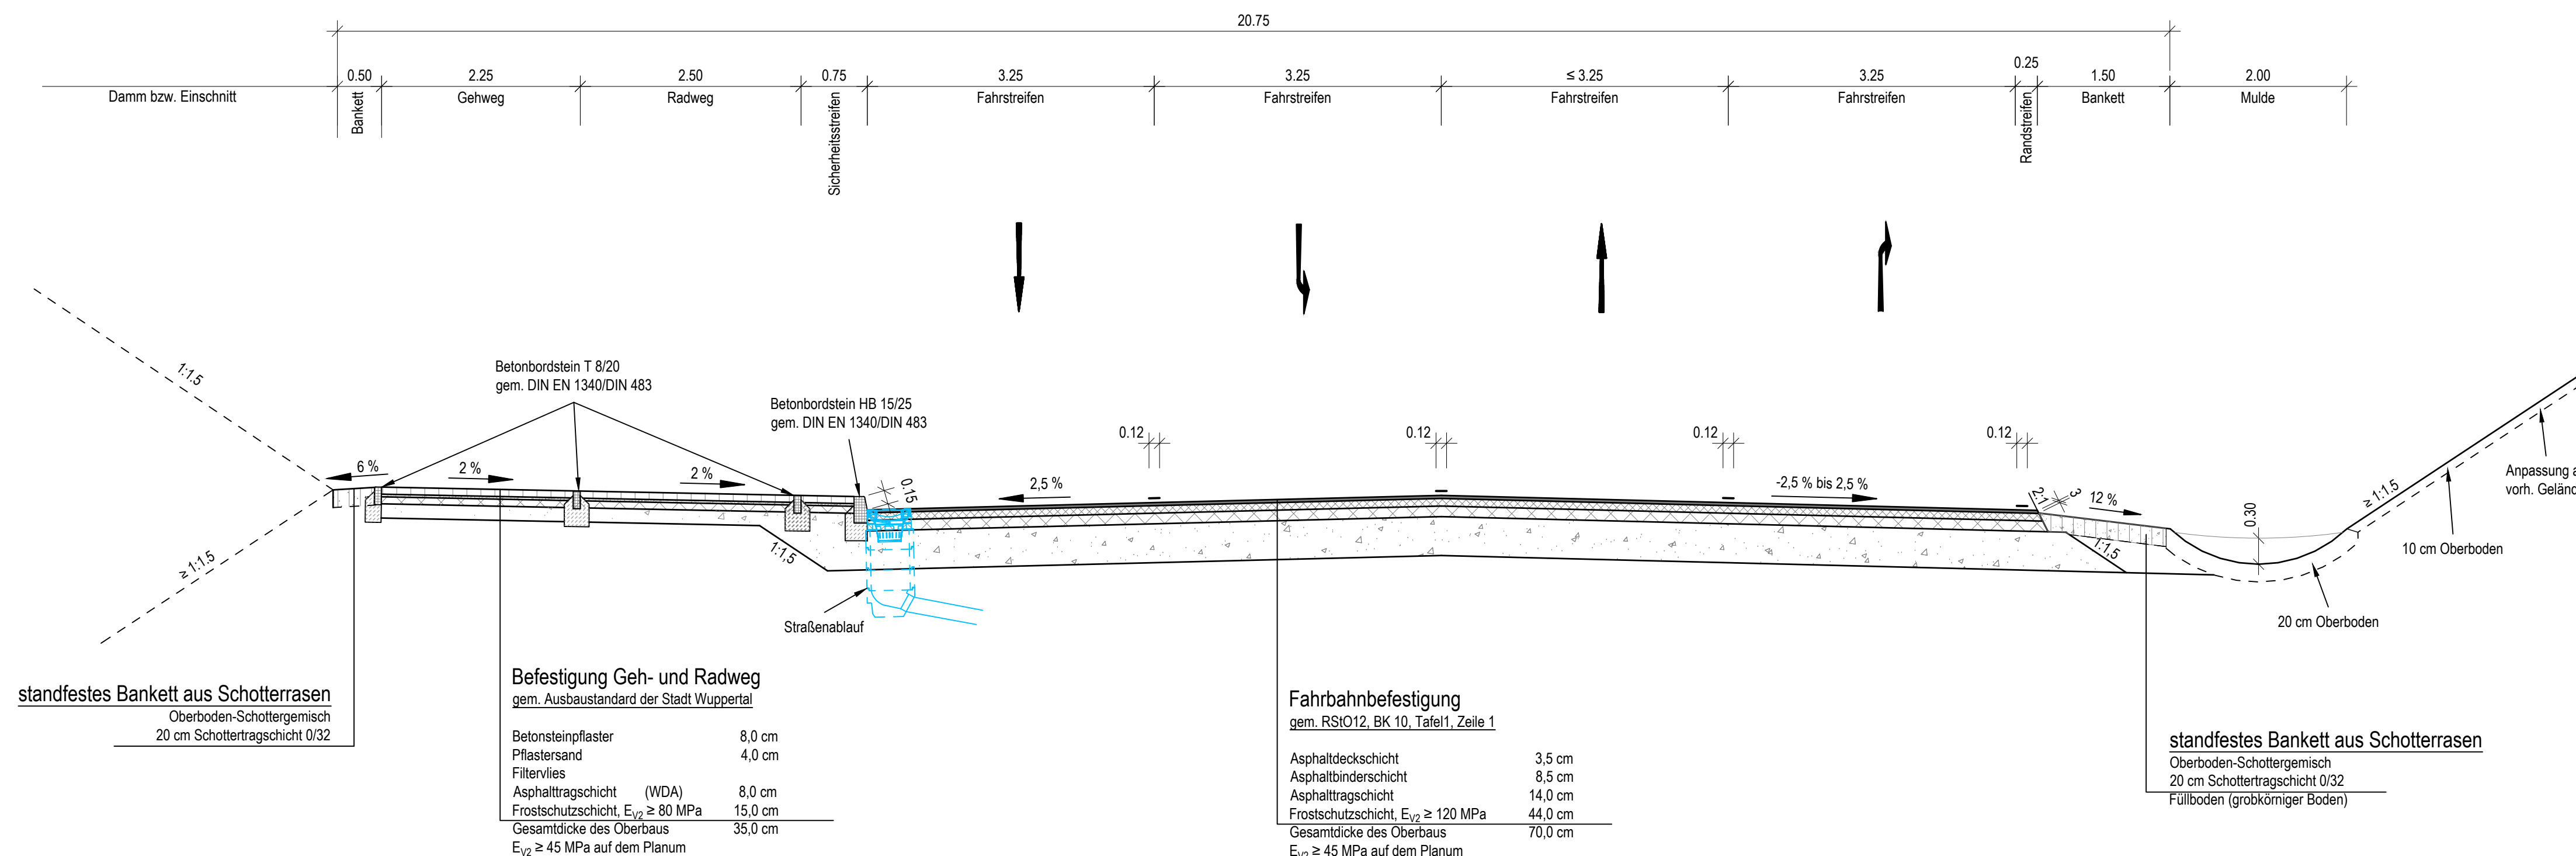 20.75
0.50 2.25 2.50 0.75 3.25 3.25 ≤ 3.25 3.25 0.25 1.50 2.00
Damm bzw. Einschnitt Bankett Gehweg Radweg Sicherheitsstreifen Fahrstreifen Fahrstreifen Fahrstreifen Fahrstreifen Randstreifen Bankett Mulde
1:1.5
Betonbordstein T 8/20
gem. DIN EN 1340/DIN 483
Betonbordstein HB 15/25
gem. DIN EN 1340/DIN 483
0.12 0.12 0.12 0.12
6 % 2 % 2 % 0.15 2,5 % -2,5 % bis 2,5 % 2:1 3 12 % 0.30 ≥ 1:1.5
Anpassung a
vorh. Geländ
≥ 1:1.5 1:1,5 1:1,5
10 cm Oberboden
20 cm Oberboden
Straßenablauf
standfestes Bankett aus Schotterrasen
Oberboden-Schottergemisch
20 cm Schottertragschicht 0/32
Befestigung Geh- und Radweg
gem. Ausbaustandard der Stadt Wuppertal
Betonsteinpflaster 8,0 cm
Pflastersand 4,0 cm
Filtervlies
Asphalttragschicht (WDA) 8,0 cm
Frostschutzschicht, EV2 ≥ 80 MPa 15,0 cm
Gesamtdicke des Oberbaus 35,0 cm
EV2 ≥ 45 MPa auf dem Planum
Fahrbahnbefestigung
gem. RStO12, BK 10, Tafel1, Zeile 1
Asphaltdeckschicht 3,5 cm
Asphaltbinderschicht 8,5 cm
Asphalttragschicht 14,0 cm
Frostschutzschicht, EV2 ≥ 120 MPa 44,0 cm
Gesamtdicke des Oberbaus 70,0 cm
EV2 ≥ 45 MPa auf dem Planum
standfestes Bankett aus Schotterrasen
Oberboden-Schottergemisch
20 cm Schottertragschicht 0/32
Füllboden (grobkörniger Boden)